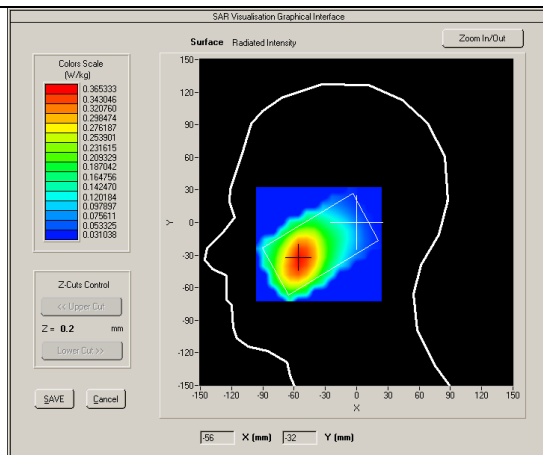 SAR Visualisation Graphical Interface
Surface Radiated Intensity
Zoom In/Out
Colors Scale
(W/kg)
0.365333
0.343046
0.320760
0.298474
0.276187
0.253901
0.231615
0.209329
0.187042
0.164756
0.142470
0.120184
0.097897
0.075611
0.053325
0.031038
Z-Cuts Control
<< Upper Cut
Z = 0.2 mm
Lower Cut >>
SAVE Cancel
150
120
90
60
30
0
-30
-60
-90
-120
-150
Y
-150 -120 -90 -60 -30 0 30 60 90 120 150
X
-56 X (mm) -32 Y (mm)